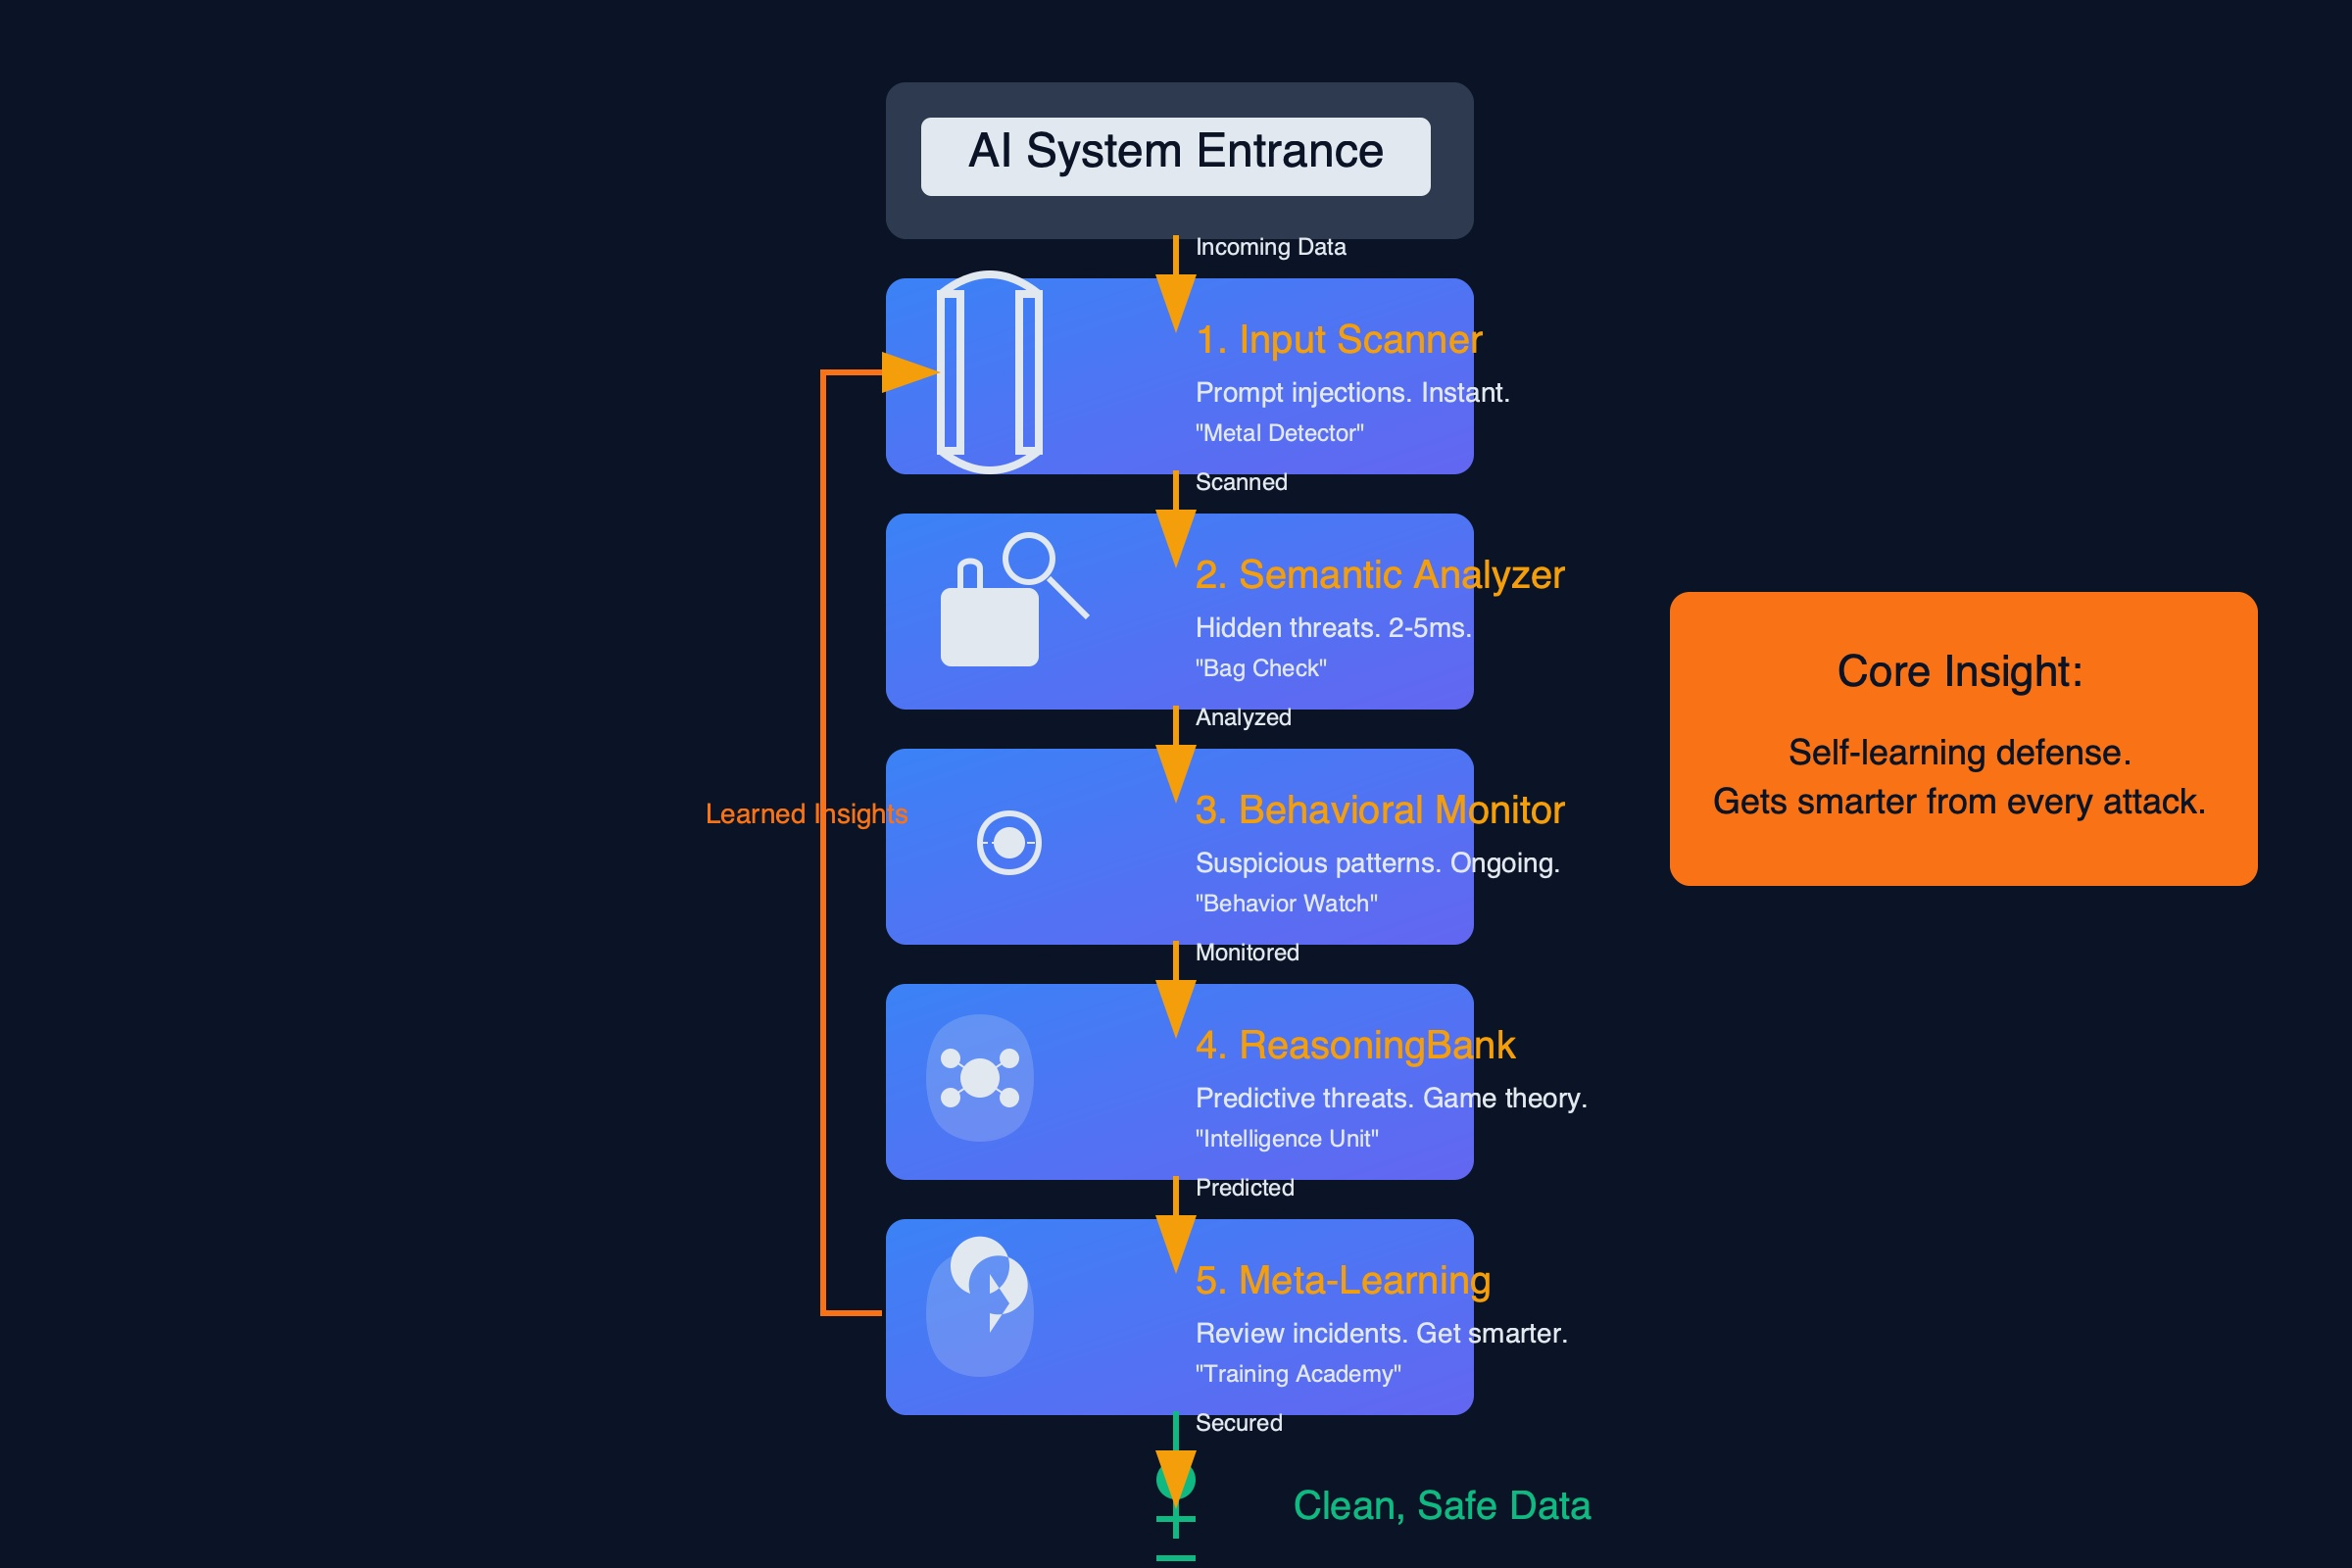 AI System Entrance
Incoming Data
1. Input Scanner
Prompt injections. Instant.
"Metal Detector"
Scanned
2. Semantic Analyzer
Hidden threats. 2-5ms.
"Bag Check"
Analyzed
3. Behavioral Monitor
Suspicious patterns. Ongoing.
"Behavior Watch"
Monitored
4. ReasoningBank
Predictive threats. Game theory.
"Intelligence Unit"
Predicted
5. Meta-Learning
Review incidents. Get smarter.
"Training Academy"
Secured
Clean, Safe Data
Learned Insights
Core Insight:
Self-learning defense.
Gets smarter from every attack.